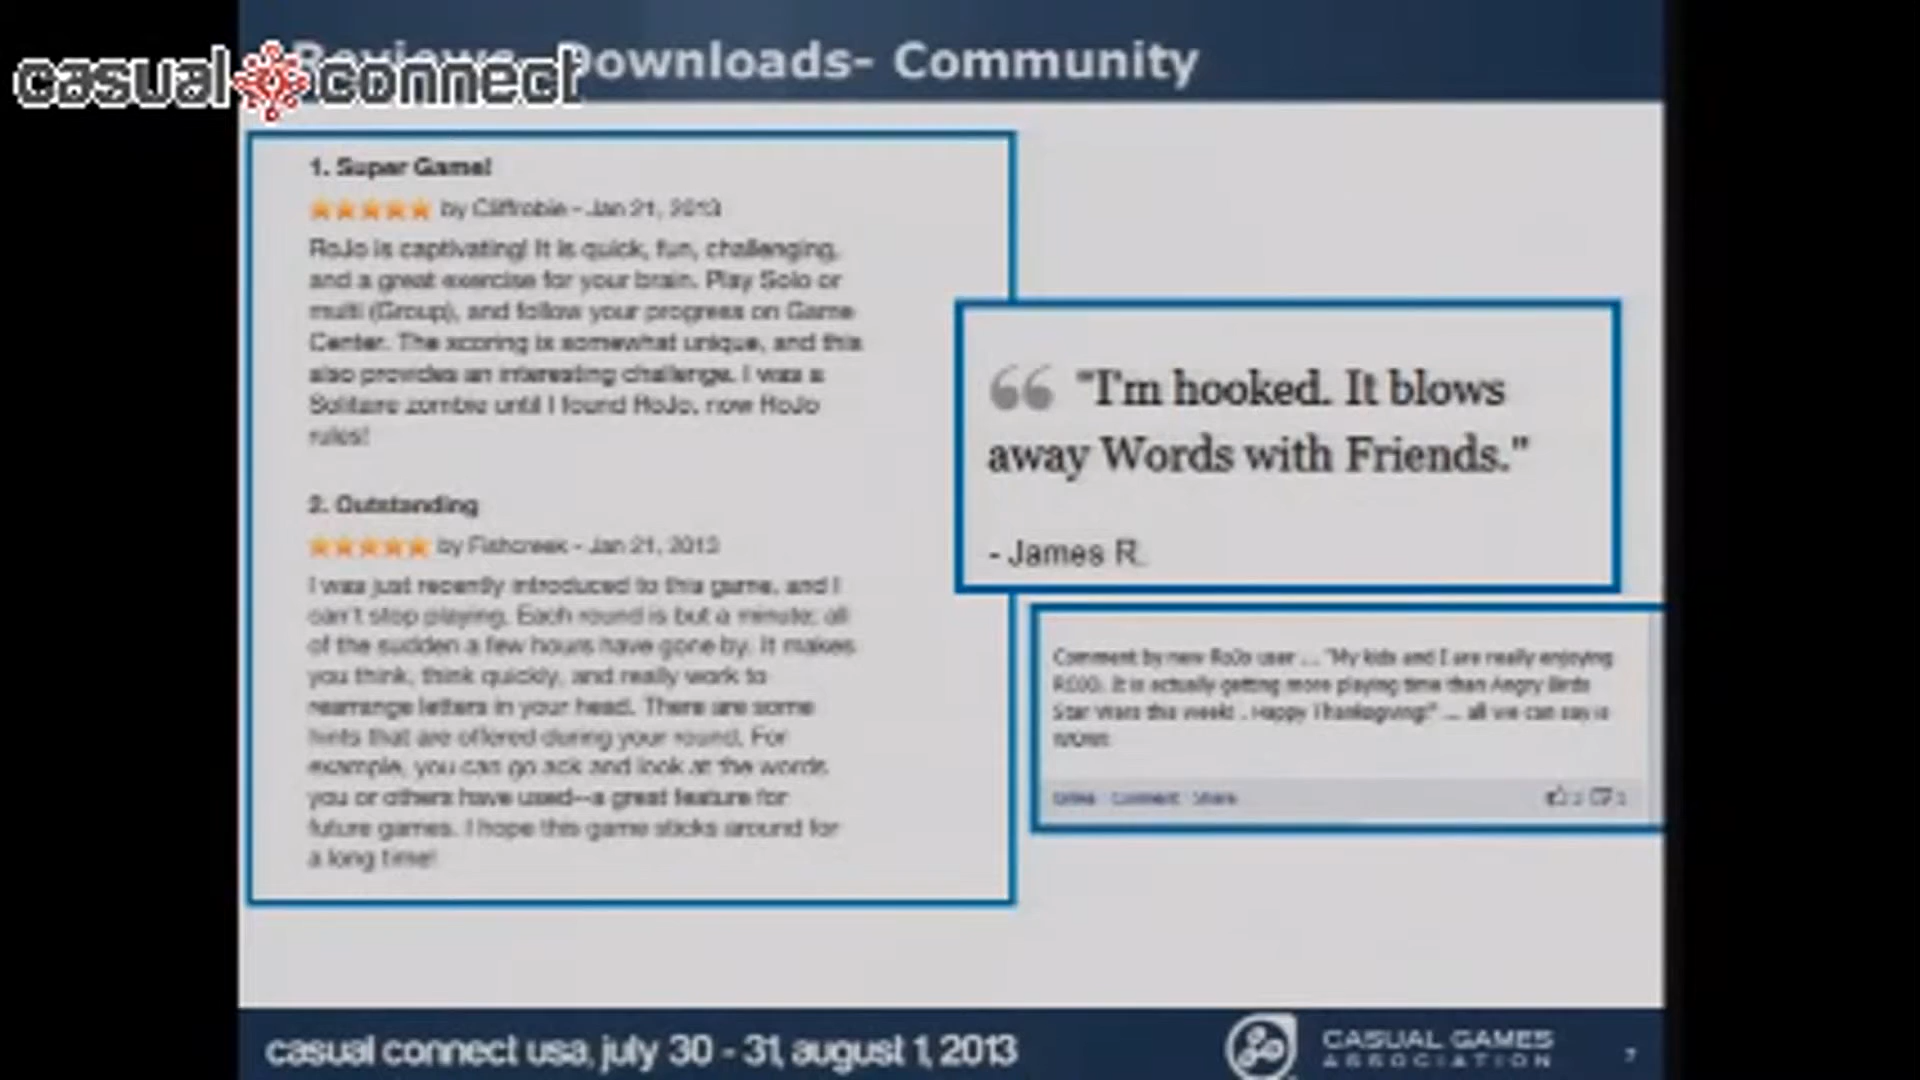 Reviews- Downloads- Community
casual connect
1. Super Game!
by Cliffrobie - Jan 21, 2013
RoJo is captivating! It is quick, fun, challenging,
and a great exercise for your brain. Play Solo or
multi (Group), and follow your progress on Game
Center. The scoring is somewhat unique, and this
also provides an interesting challenge. I was a
Solitaire zombie until I found RoJo, now RoJo
rules!
2. Outstanding
by Fishcreek - Jan 21, 2013
I was just recently introduced to this game, and I
can't stop playing. Each round is but a minute; all
of the sudden a few hours have gone by. It makes
you think, think quickly, and really work to
rearrange letters in your head. There are some
hints that are offered during your round. For
example, you can go ack and look at the words
you or others have used--a great feature for
future games. I hope this game sticks around for
a long time!
"I'm hooked. It blows
away Words with Friends."
- James R.
Comment by new RoJo user ... "My kids and I are really enjoying
ROJO. It is actually getting more playing time than Angry Birds
Star Wars this week! . Happy Thanksgiving!" ... all we can say is
WOW!
Comment Share
casual connect usa, july 30 - 31, august 1, 2013
CASUAL GAMES
ASSOCIATION
7